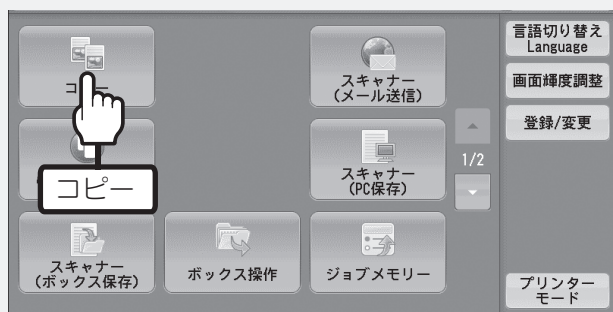 コピー
スキャナー
(メール送信)
言語切り替え
Language
画面輝度調整
登録/変更
コピー
スキャナー
(PC保存)
1/2
スキャナー
(ボックス保存)
ボックス操作
ジョブメモリー
プリンター
モード